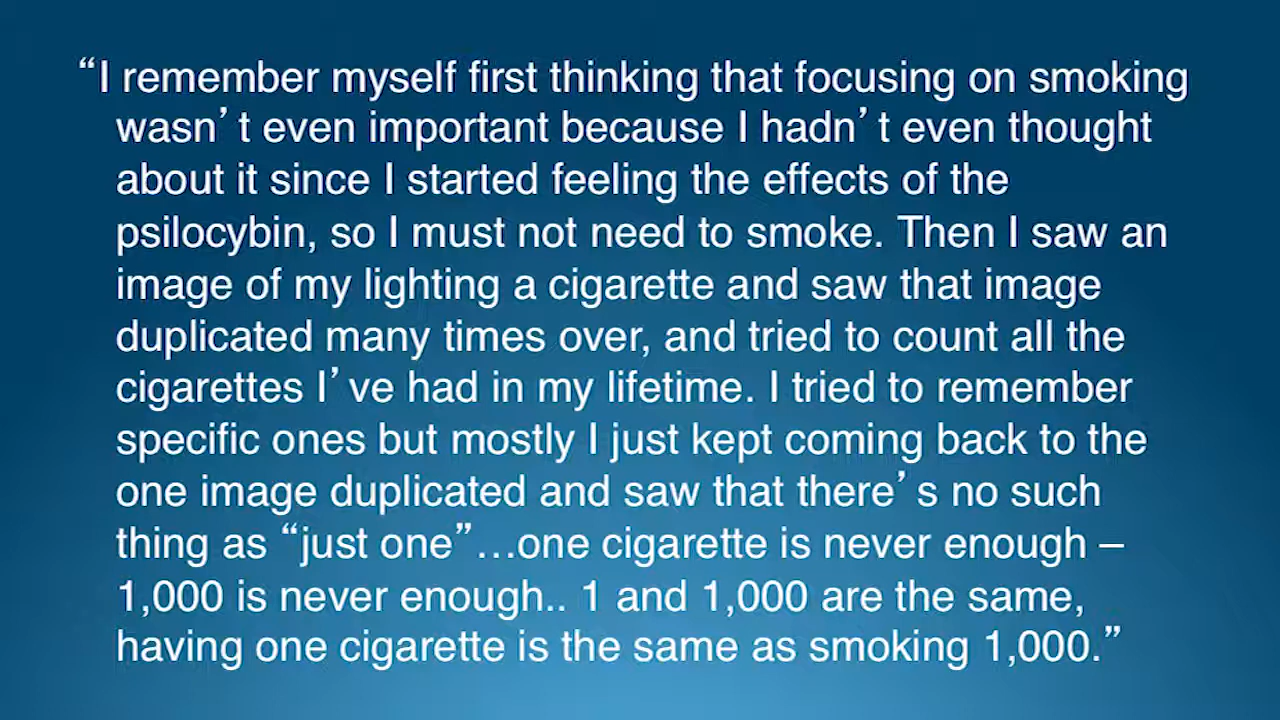 “I remember myself first thinking that focusing on smoking
wasn’t even important because I hadn’t even thought
about it since I started feeling the effects of the
psilocybin, so I must not need to smoke. Then I saw an
image of my lighting a cigarette and saw that image
duplicated many times over, and tried to count all the
cigarettes I’ve had in my lifetime. I tried to remember
specific ones but mostly I just kept coming back to the
one image duplicated and saw that there’s no such
thing as “just one”…one cigarette is never enough –
1,000 is never enough.. 1 and 1,000 are the same,
having one cigarette is the same as smoking 1,000.”